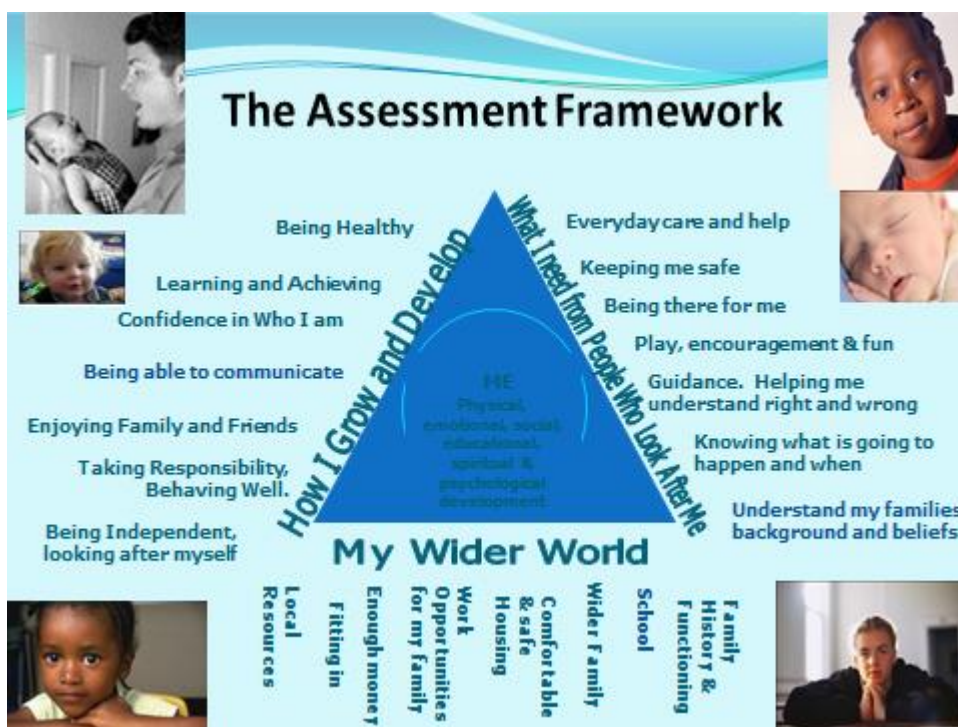 The Assessment Framework
Being Healthy
Learning and Achieving
Confidence in Who I am
Being able to communicate
Enjoying Family and Friends
Taking Responsibility,
Behaving Well.
Being Independent,
looking after myself
How I Grow and Develop
What I need from People Who Look After Me
Everyday care and help
Keeping me safe
Being there for me
Play, encouragement & fun
Guidance. Helping me
understand right and wrong
Knowing what is going to
happen and when
Understand my families
background and beliefs
ME
Physical,
emotional, social,
educational,
spiritual &
psychological
development
My Wider World
Local
Resources
Fitting in
Enough money
Work
Opportunities
for my family
Comfortable
& safe
Housing
Wider Family
School
Family
History &
Functioning